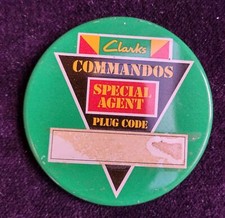 Clarks
COMMANDOS
SPECIAL
AGENT
PLUG CODE